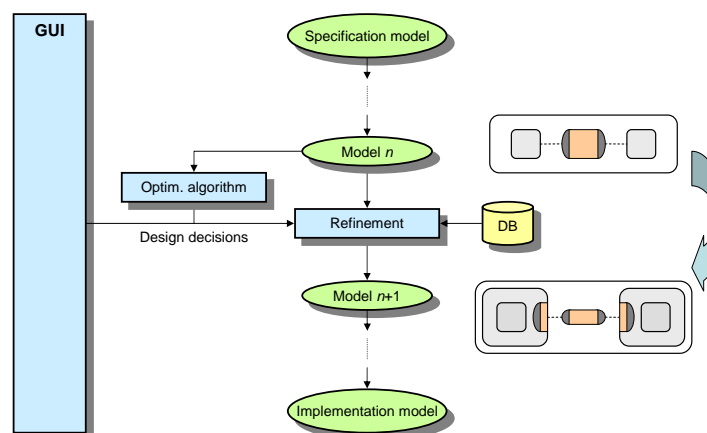 GUI
Specification model
Model n
Optim. algorithm
Refinement
DB
Design decisions
Model n+1
Implementation model